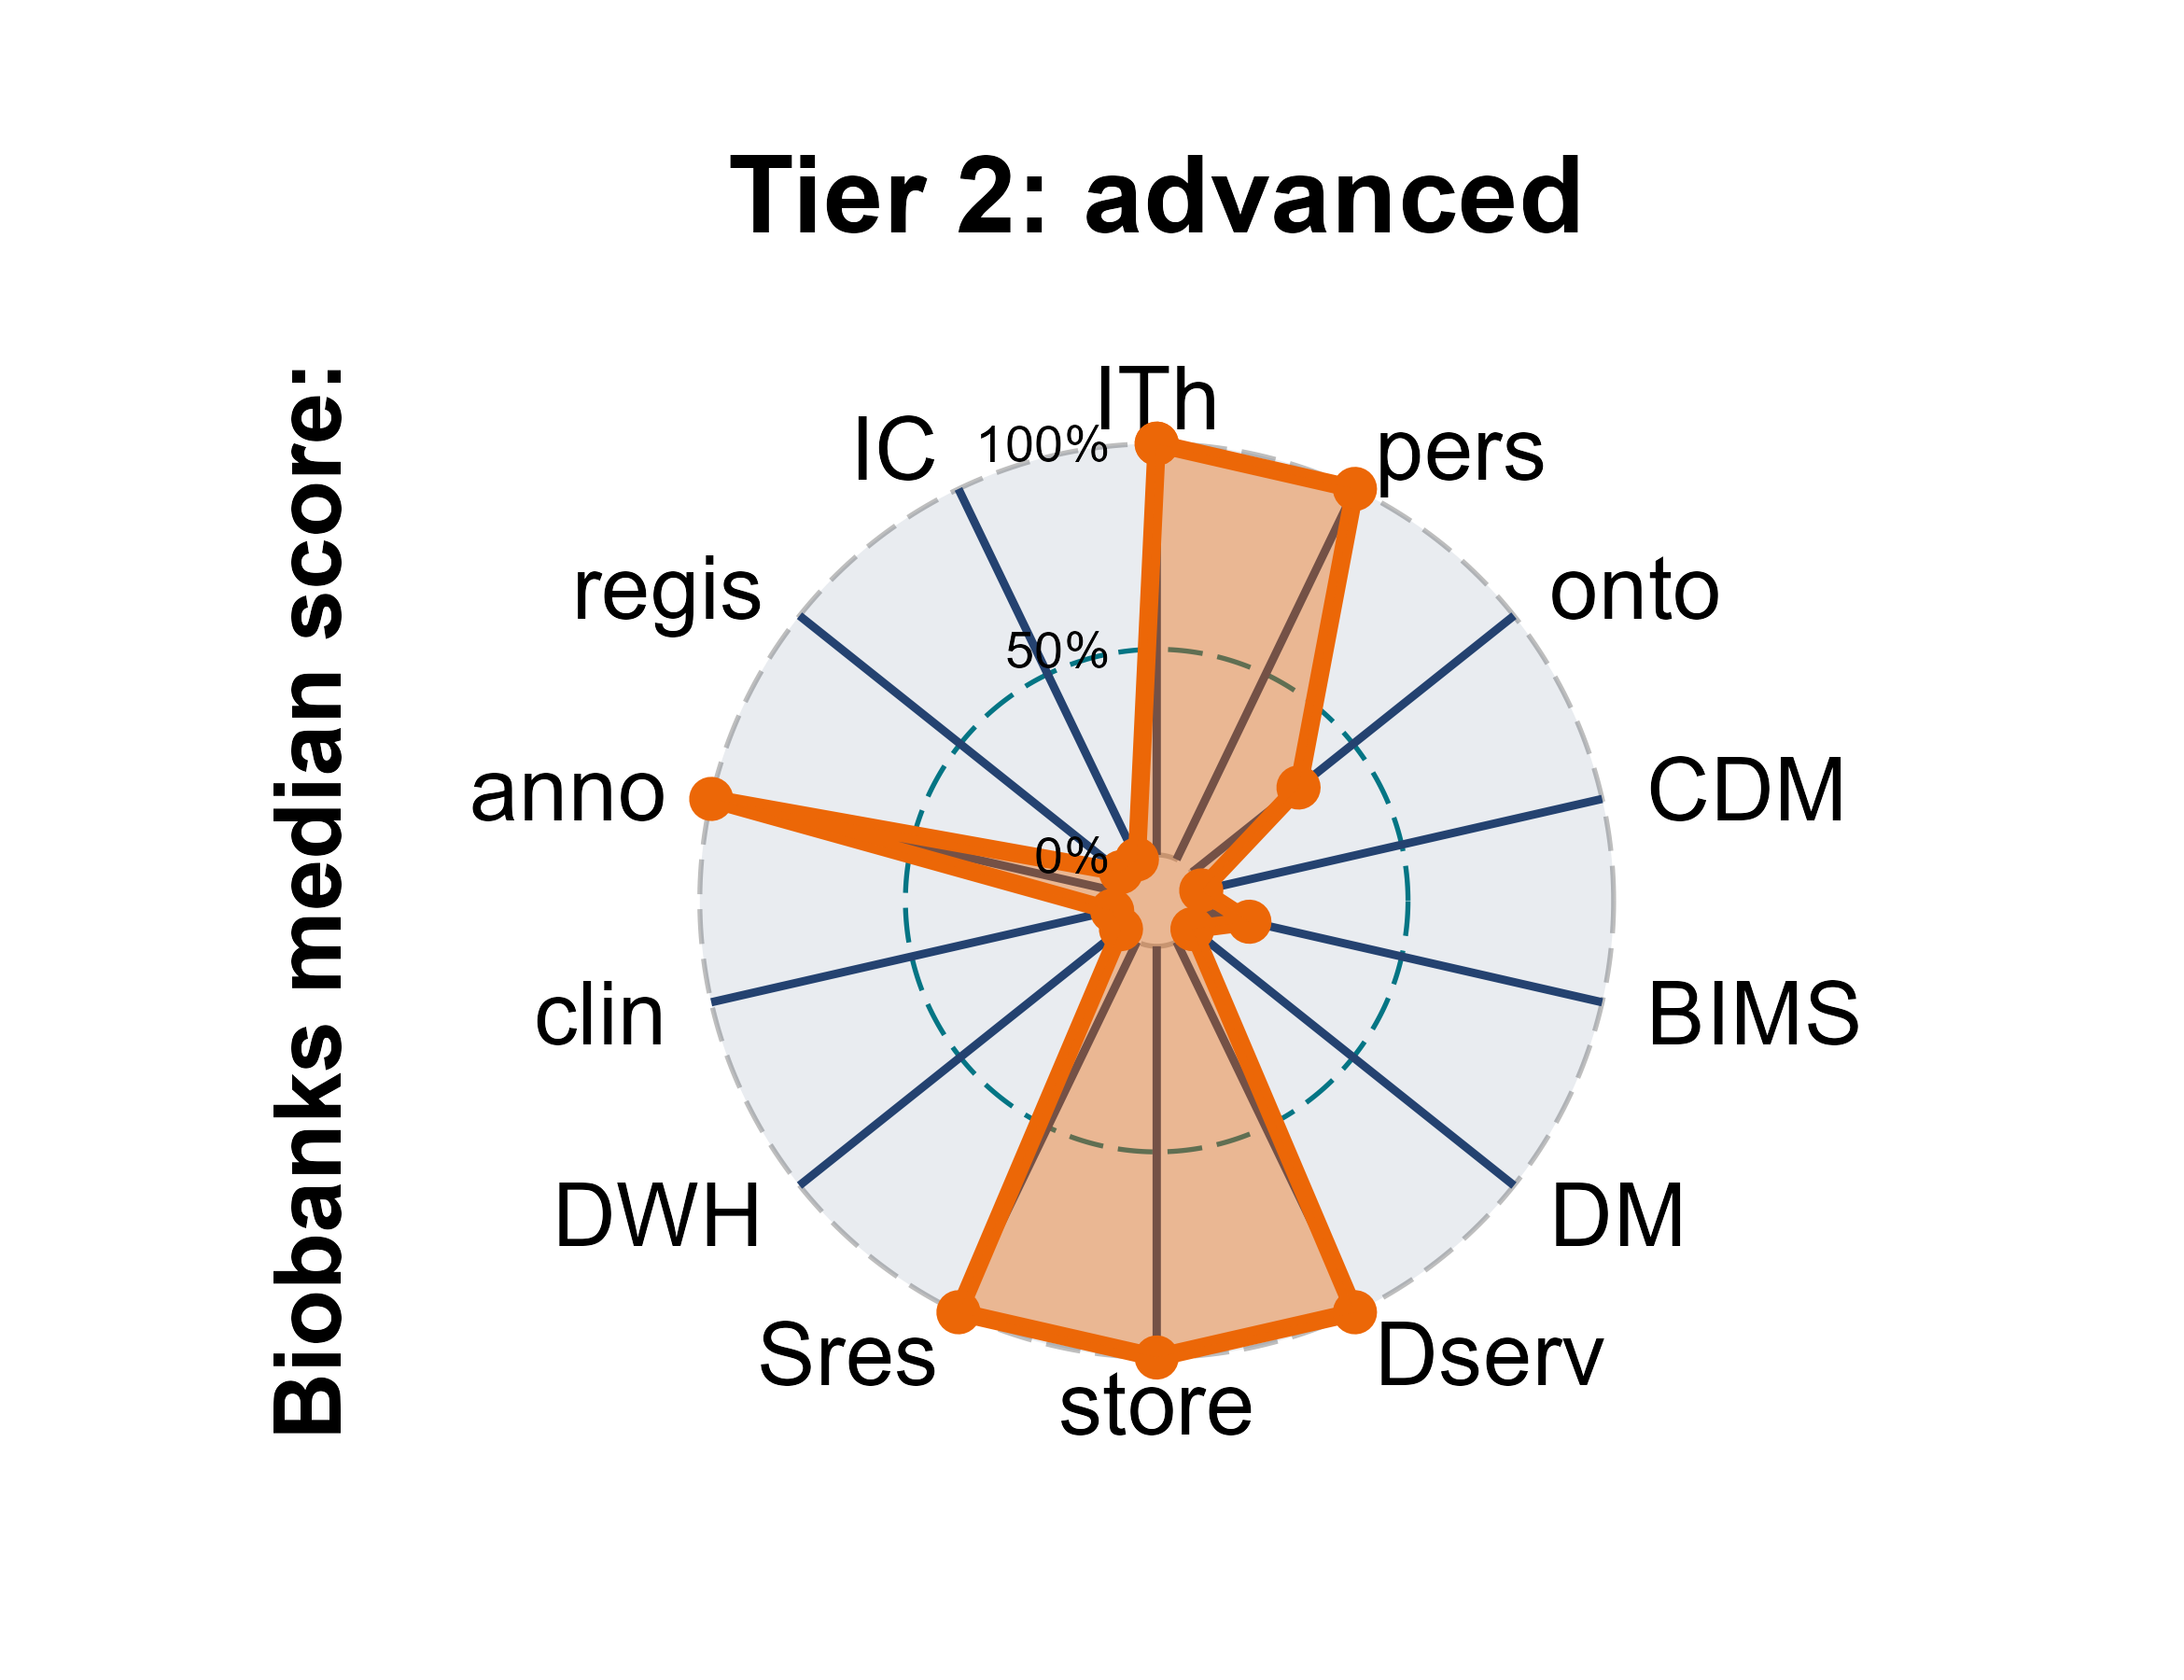 Tier 2: advanced
Biobanks median score:
ITh
IC
100%
pers
regis
50%
onto
anno
0%
CDM
clin
BIMS
DWH
DM
Sres
Dserv
store